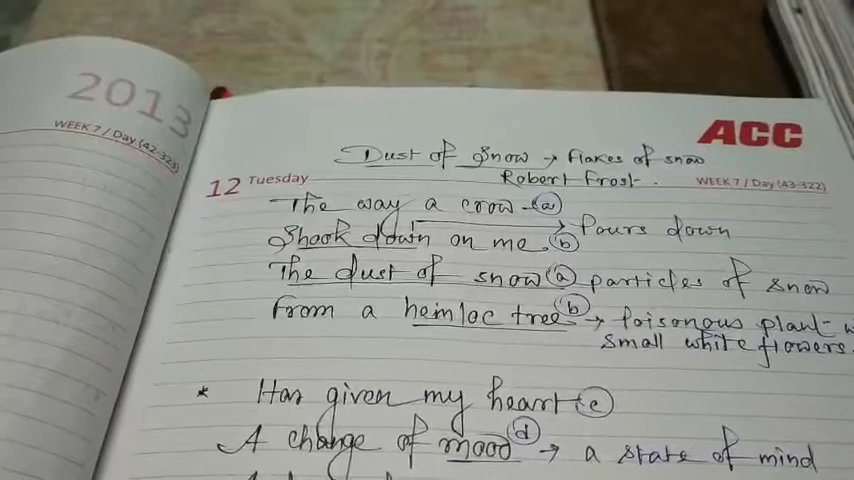 2013
WEEK 7 / Day (42-323)
ACC
Dust of Snow → flakes of snow
12 Tuesday
Robert Frost.
WEEK 7 / Day (43-322)
The way a crow (a)
Shook down on me. (b) → Pours down
The dust of snow (a) particles of snow
From a hemloc tree (b) → Poisonous plant w
small white flowers.
* Has given my heart (c)
A change of mood (d) → a state of mind